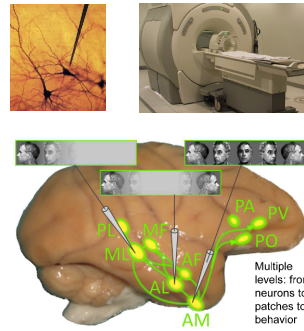 PL
MF
PA
PV
ML
AF
PO
AL
AM
Multiple
levels: from
neurons to
patches to
behavior